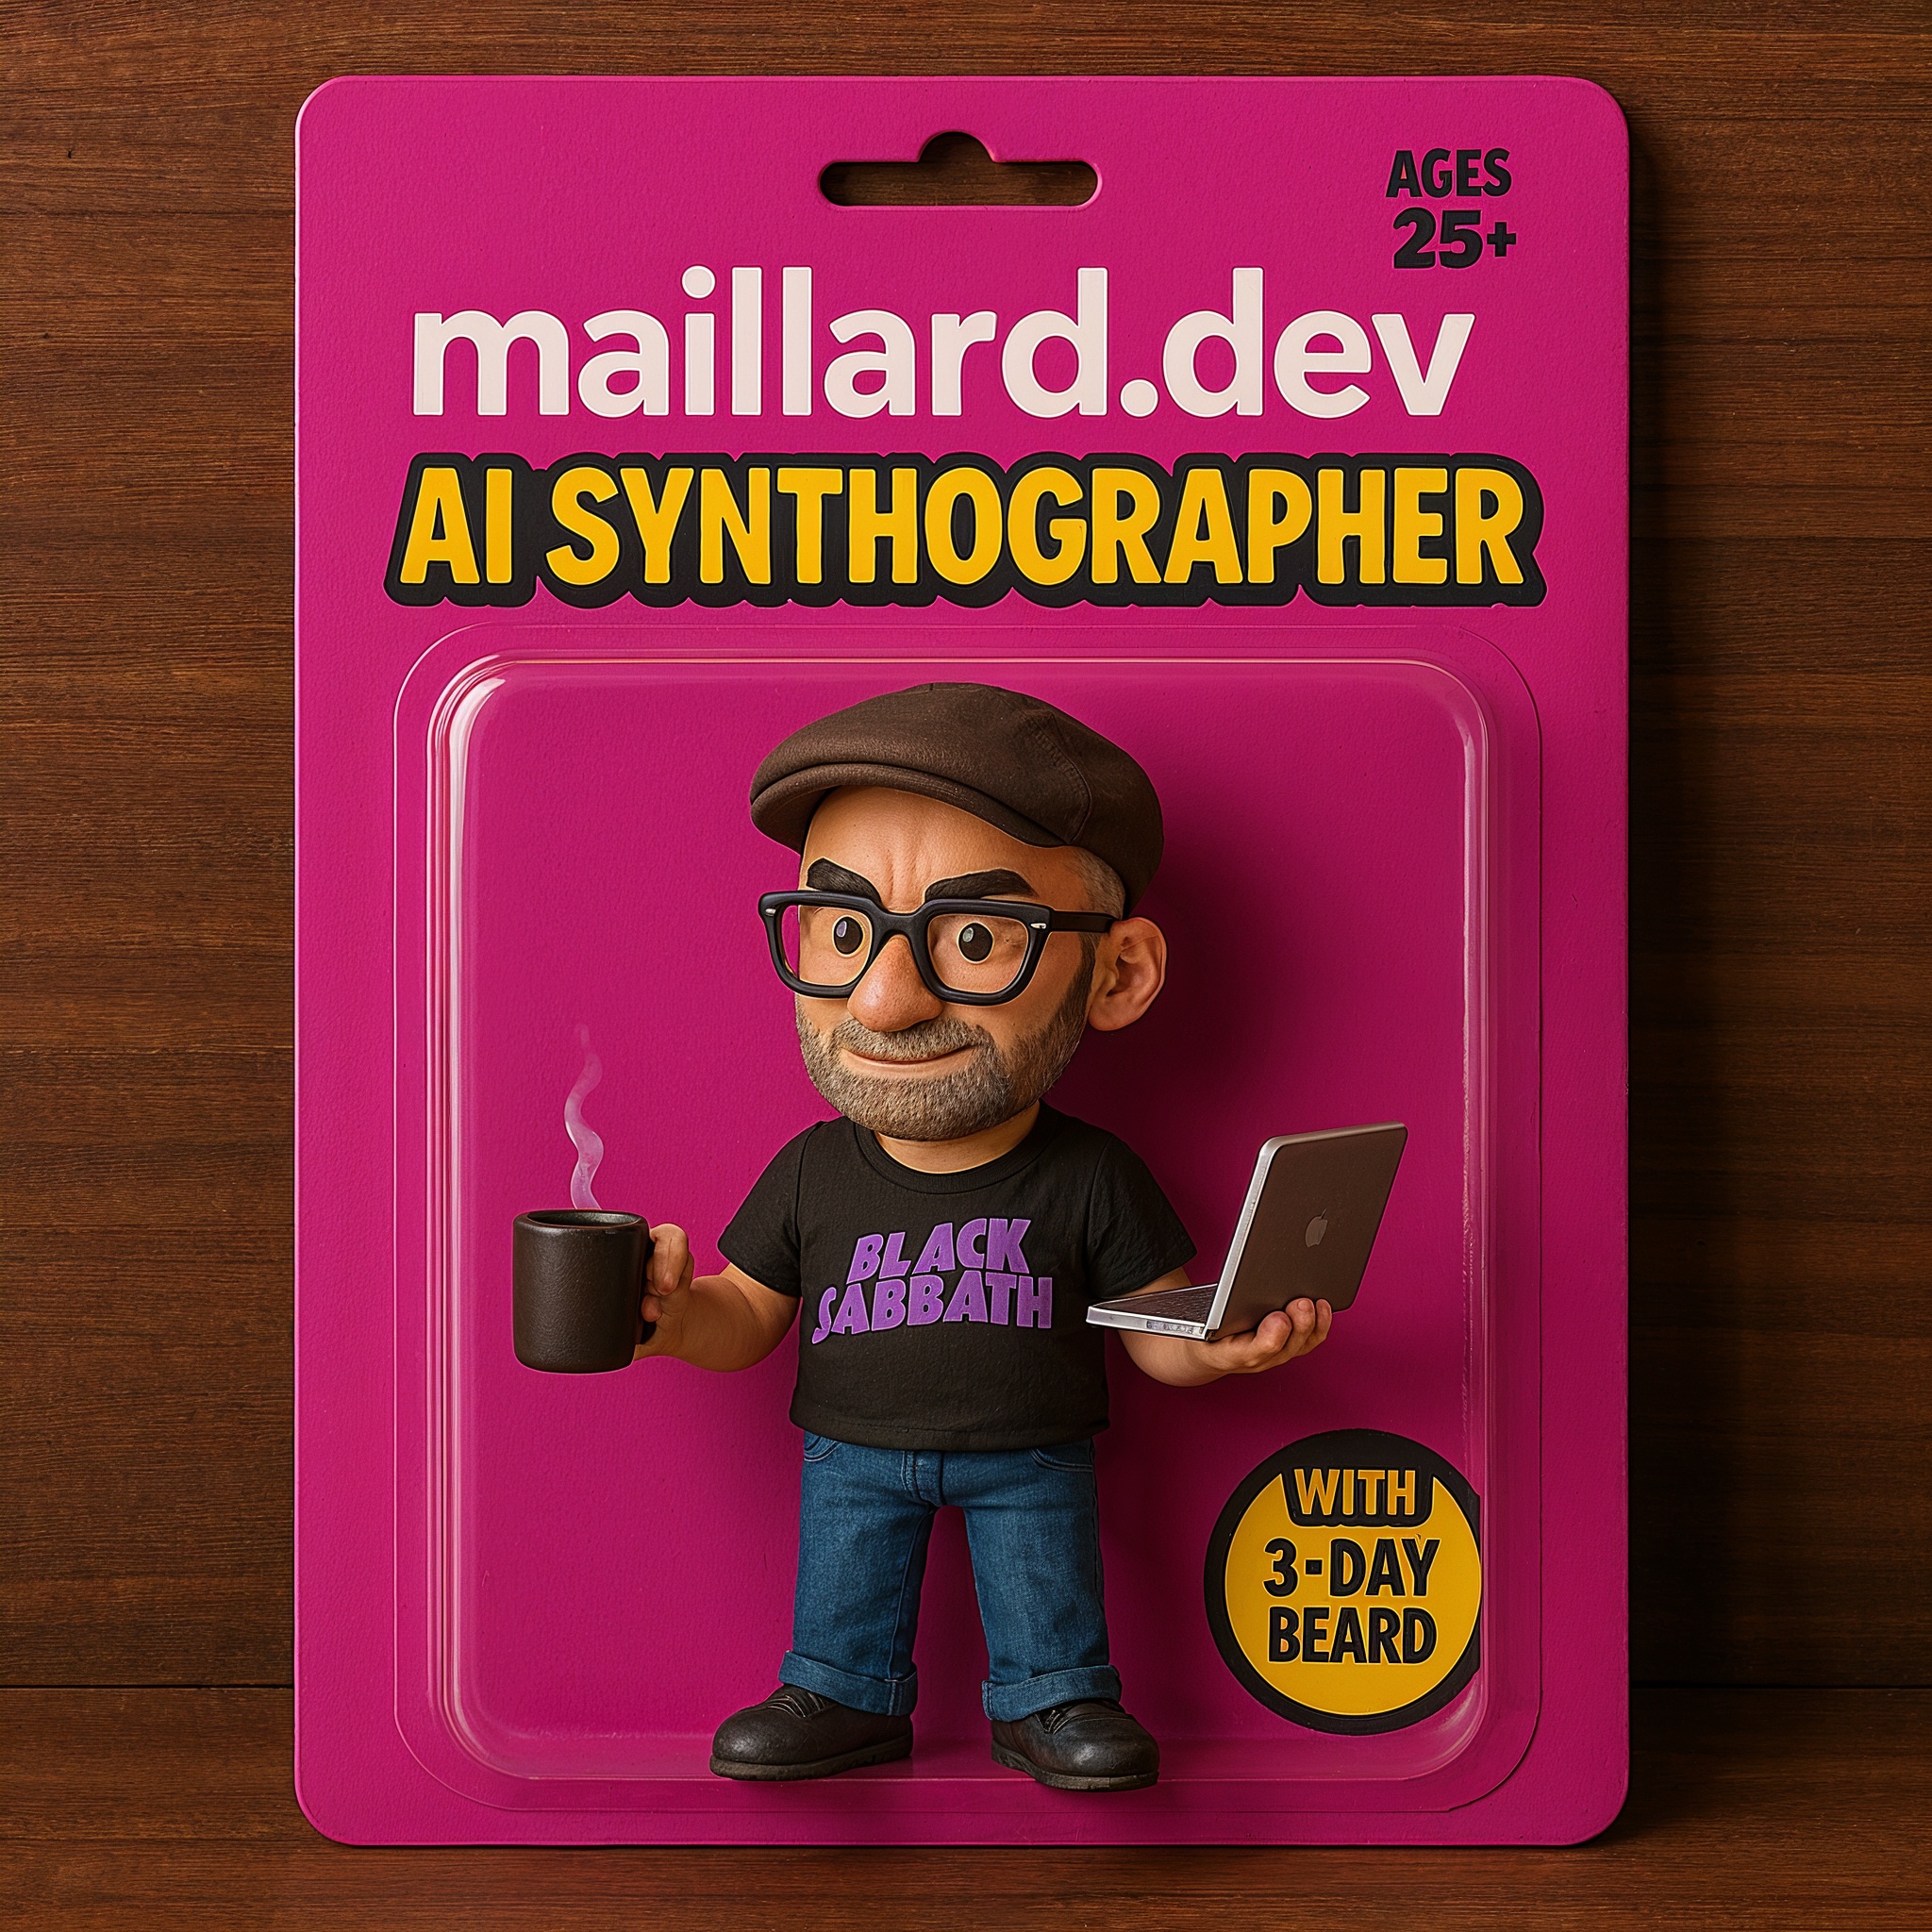 AGES
25+
maillard.dev
AI SYNTHOGRAPHER
BLACK
SABBATH
WITH
3-DAY
BEARD